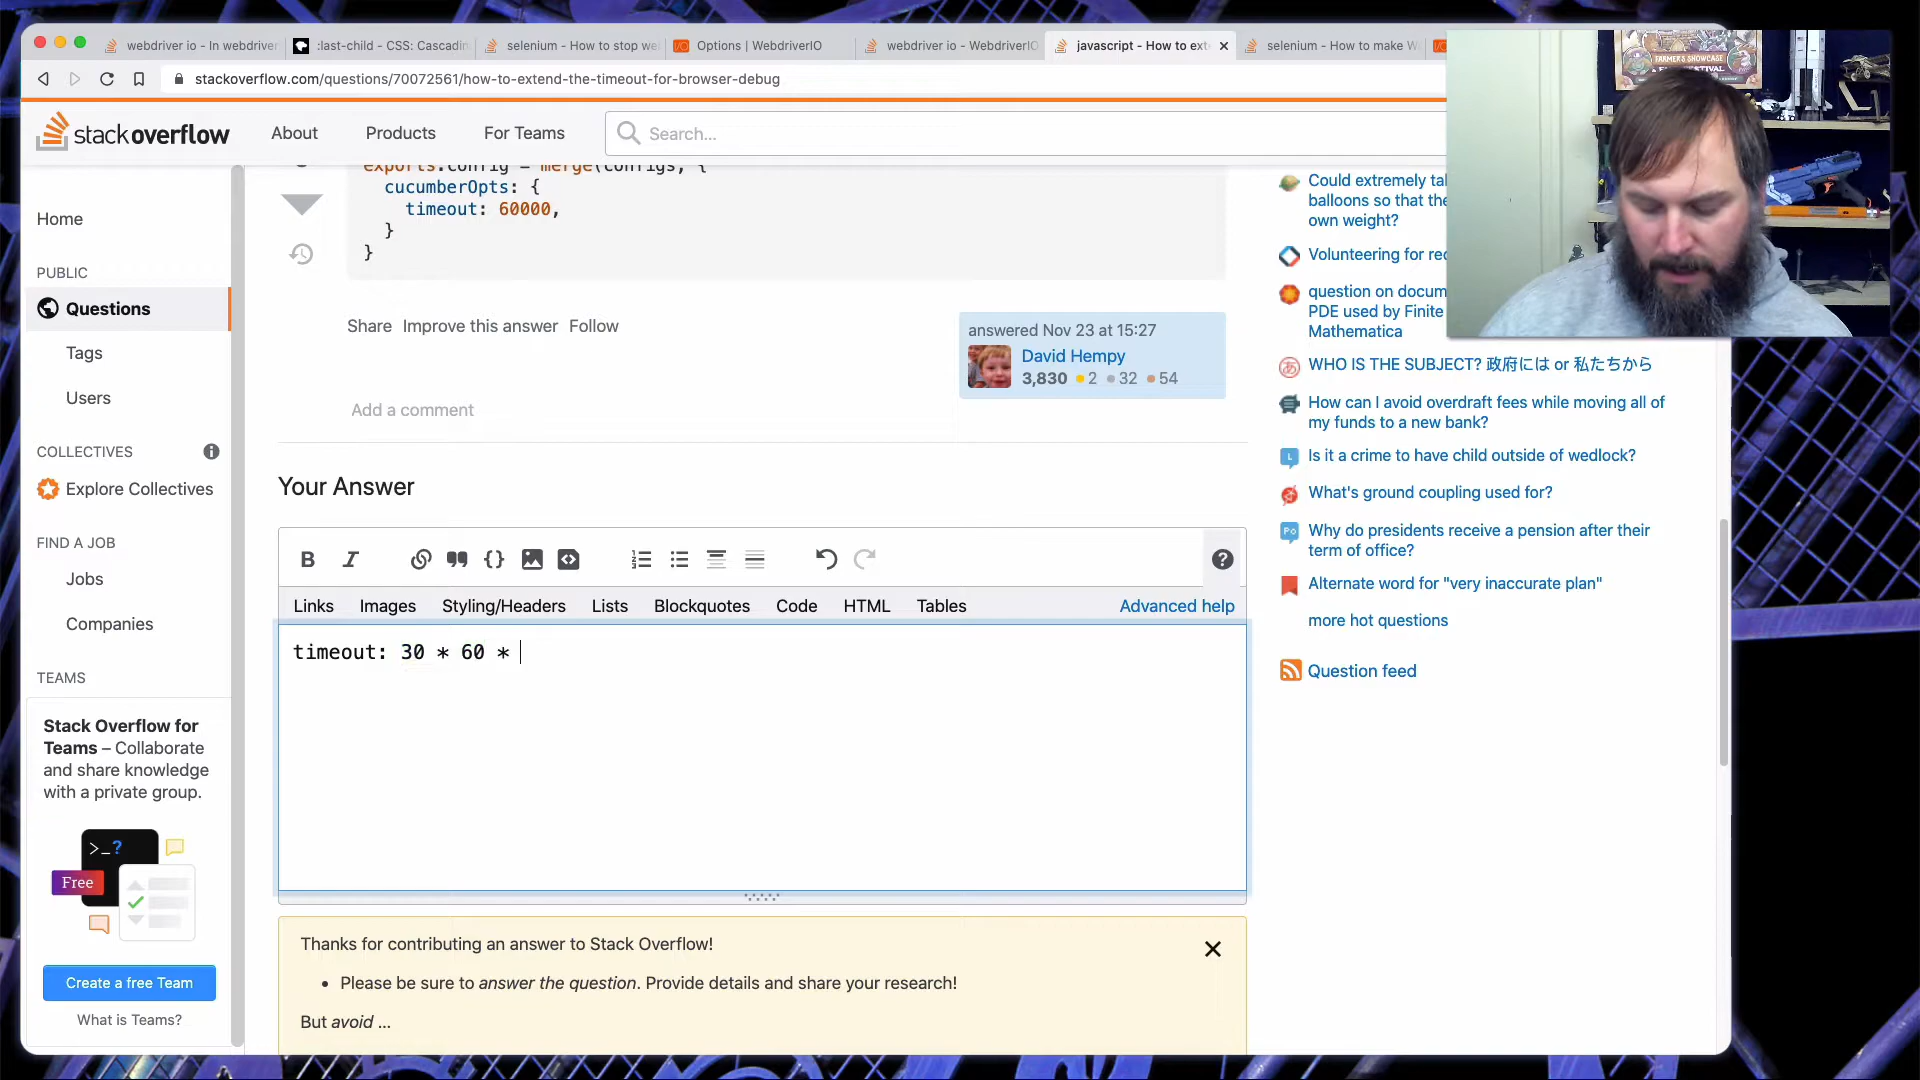 webdriver io - In webdriver
:last-child - CSS: Cascadin
selenium - How to stop we
Options | WebdriverIO
webdriver io - WebdriverIO
javascript - How to ext
selenium - How to make W
stackoverflow.com/questions/70072561/how-to-extend-the-timeout-for-browser-debug
stackoverflow
About
Products
For Teams
Search...
Home
PUBLIC
Questions
Tags
Users
COLLECTIVES
Explore Collectives
FIND A JOB
Jobs
Companies
TEAMS
Stack Overflow for
Teams – Collaborate
and share knowledge
with a private group.
>_?
Free
Create a free Team
What is Teams?
exports.config = merge(configs, {
cucumberOpts: {
timeout: 60000,
}
}
Share Improve this answer Follow
answered Nov 23 at 15:27
David Hempy
3,830 2 32 54
Add a comment
Your Answer
Links Images Styling/Headers Lists Blockquotes Code HTML Tables Advanced help
timeout: 30 * 60 *
Thanks for contributing an answer to Stack Overflow!
• Please be sure to answer the question. Provide details and share your research!
But avoid ...
Could extremely tal
balloons so that the
own weight?
Volunteering for rec
question on docum
PDE used by Finite
Mathematica
WHO IS THE SUBJECT? 政府には or 私たちから
How can I avoid overdraft fees while moving all of
my funds to a new bank?
Is it a crime to have child outside of wedlock?
What's ground coupling used for?
Why do presidents receive a pension after their
term of office?
Alternate word for "very inaccurate plan"
more hot questions
Question feed
FARMER'S SHOWCASE